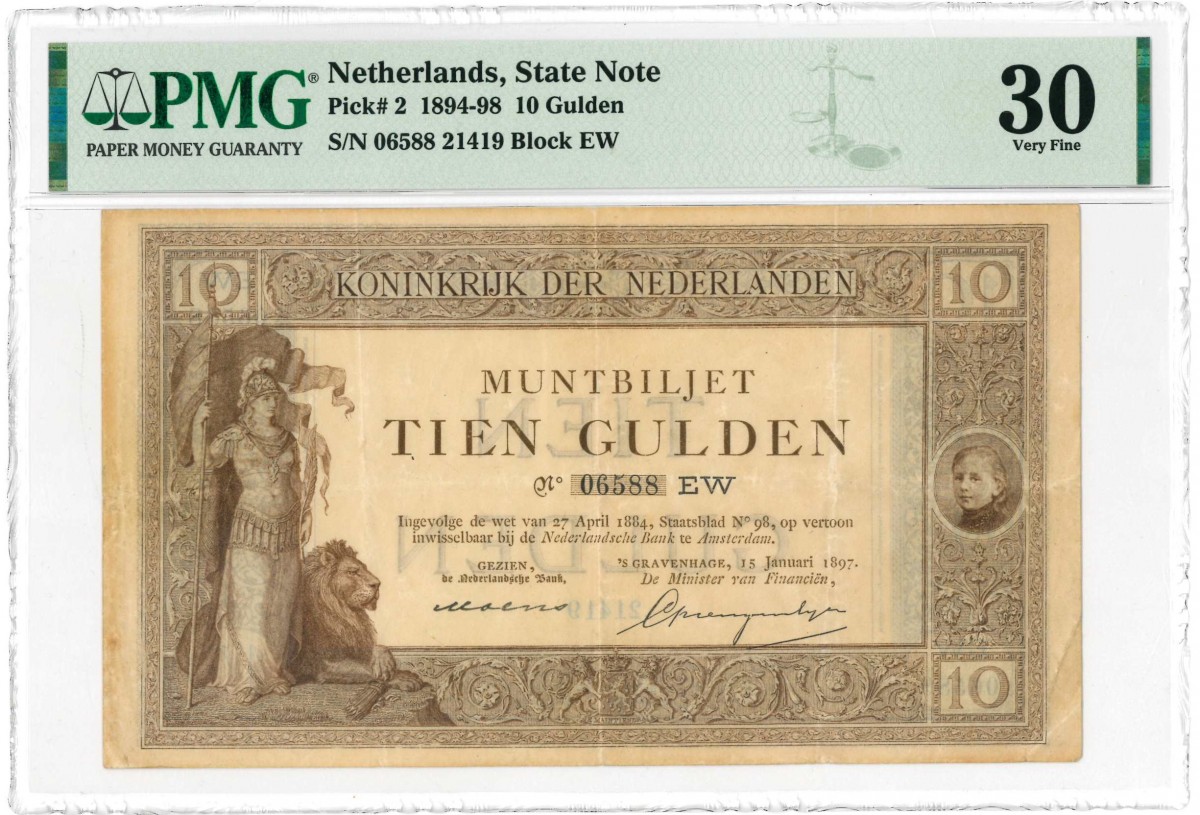 PMG®
PAPER MONEY GUARANTY
Netherlands, State Note
Pick# 2 1894-98 10 Gulden
S/N 06588 21419 Block EW
30
Very Fine
10
KONINKRIJK DER NEDERLANDEN
10
MUNTBILJET
TIEN GULDEN
No 06588 EW
Ingevolge de wet van 27 April 1884, Staatsblad No 98, op vertoon
inwisselbaar bij de Nederlandsche Bank te Amsterdam.
GEZIEN,
de Nederlandsche Bank,
'S GRAVENHAGE, 15 Januari 1897.
De Minister van Financiën,
TIEN
GULDEN
21419
10